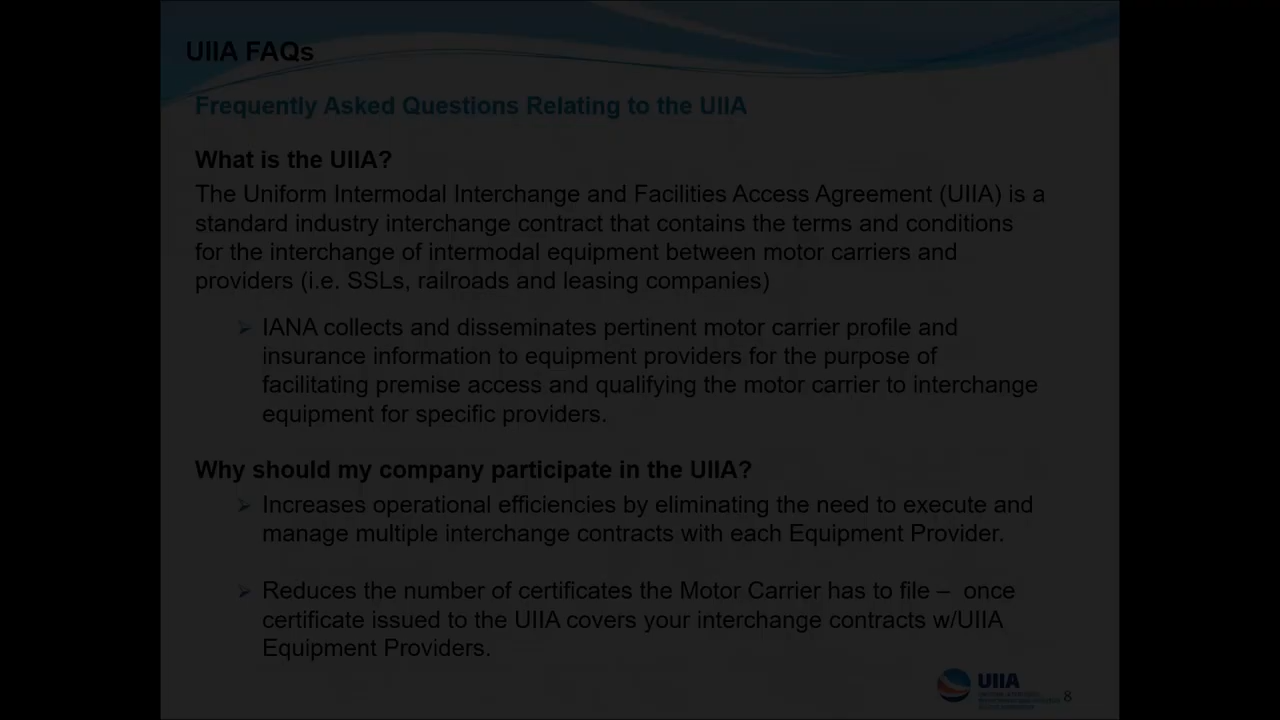 UIIA FAQs
Frequently Asked Questions Relating to the UIIA
What is the UIIA?
The Uniform Intermodal Interchange and Facilities Access Agreement (UIIA) is a
standard industry interchange contract that contains the terms and conditions
for the interchange of intermodal equipment between motor carriers and
providers (i.e. SSLs, railroads and leasing companies)
➢ IANA collects and disseminates pertinent motor carrier profile and
insurance information to equipment providers for the purpose of
facilitating premise access and qualifying the motor carrier to interchange
equipment for specific providers.
Why should my company participate in the UIIA?
➢ Increases operational efficiencies by eliminating the need to execute and
manage multiple interchange contracts with each Equipment Provider.
➢ Reduces the number of certificates the Motor Carrier has to file – once
certificate issued to the UIIA covers your interchange contracts w/UIIA
Equipment Providers.
UIIA
8